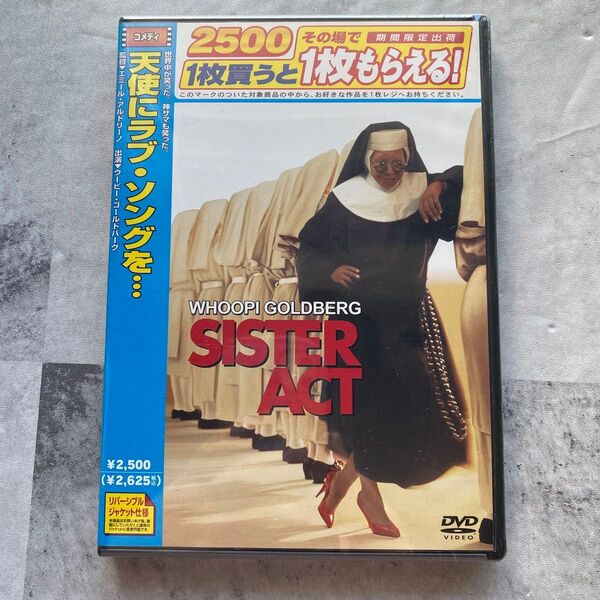 コメディ
世界中が笑った 神サマも笑った。
天使にラブ・ソングを…
監督▼エミール・アルドリーノ 出演▼ウーピー・ゴールドバーグ
2500
1枚買うと
その場で
期間限定出荷
1枚もらえる!
このマークのついた対象商品の中から、お好きな作品を1枚レジへお持ちください。
WHOOPI GOLDBERG
SISTER
ACT
¥2,500
(¥2,625税込)
リバーシブル
ジャケット仕様
DVD
VIDEO